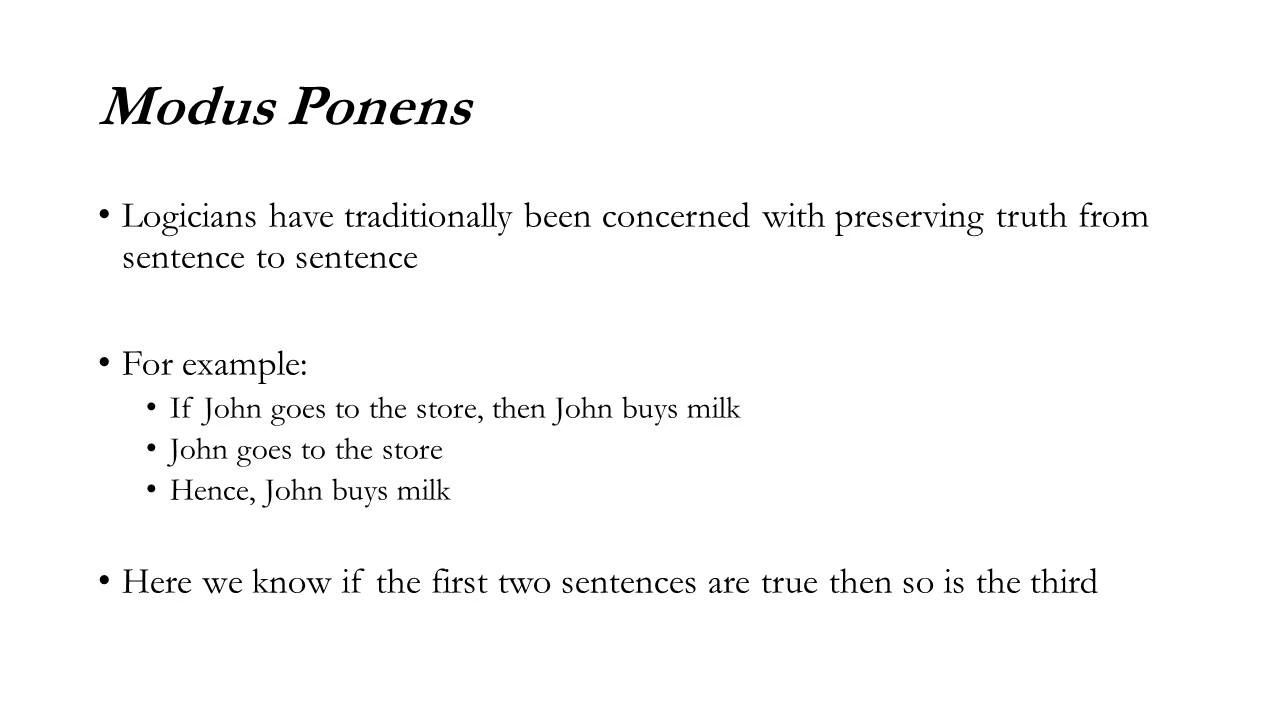 Modus Ponens
• Logicians have traditionally been concerned with preserving truth from
sentence to sentence
• For example:
• If John goes to the store, then John buys milk
• John goes to the store
• Hence, John buys milk
• Here we know if the first two sentences are true then so is the third